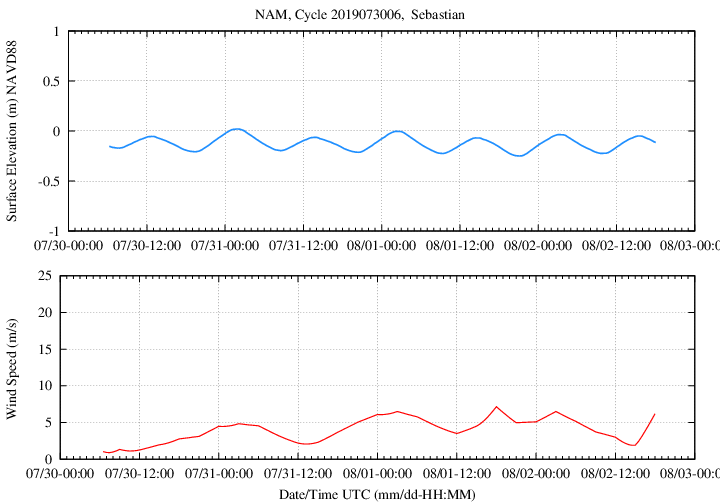 NAM, Cycle 2019073006, Sebastian
Surface Elevation (m) NAVD88
1
0.5
0
-0.5
-1
07/30-00:00 07/30-12:00 07/31-00:00 07/31-12:00 08/01-00:00 08/01-12:00 08/02-00:00 08/02-12:00 08/03-00:0
Wind Speed (m/s)
25
20
15
10
5
0
07/30-00:00 07/30-12:00 07/31-00:00 07/31-12:00 08/01-00:00 08/01-12:00 08/02-00:00 08/02-12:00 08/03-00:0
Date/Time UTC (mm/dd-HH:MM)